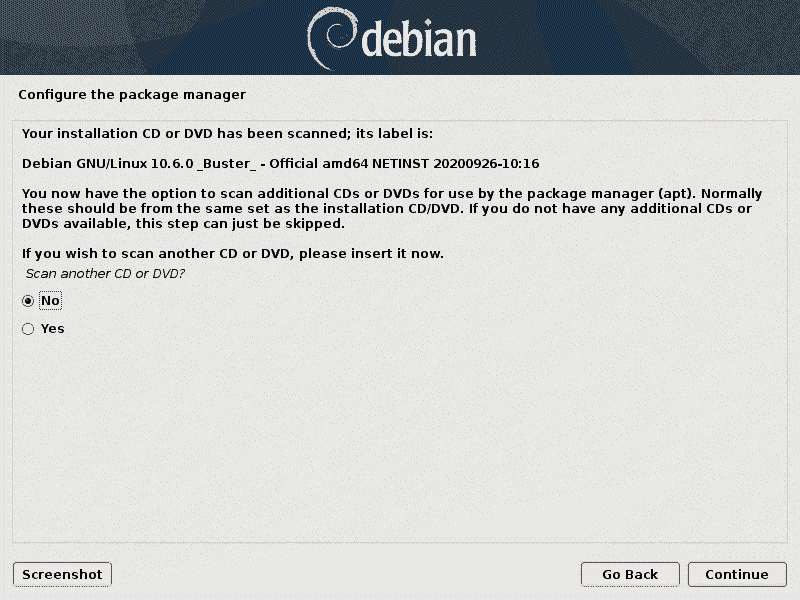 debian
Configure the package manager
Your installation CD or DVD has been scanned; its label is:
Debian GNU/Linux 10.6.0 _Buster_ - Official amd64 NETINST 20200926-10:16
You now have the option to scan additional CDs or DVDs for use by the package manager (apt). Normally
these should be from the same set as the installation CD/DVD. If you do not have any additional CDs or
DVDs available, this step can just be skipped.
If you wish to scan another CD or DVD, please insert it now.
Scan another CD or DVD?
No
Yes
Screenshot
Go Back
Continue